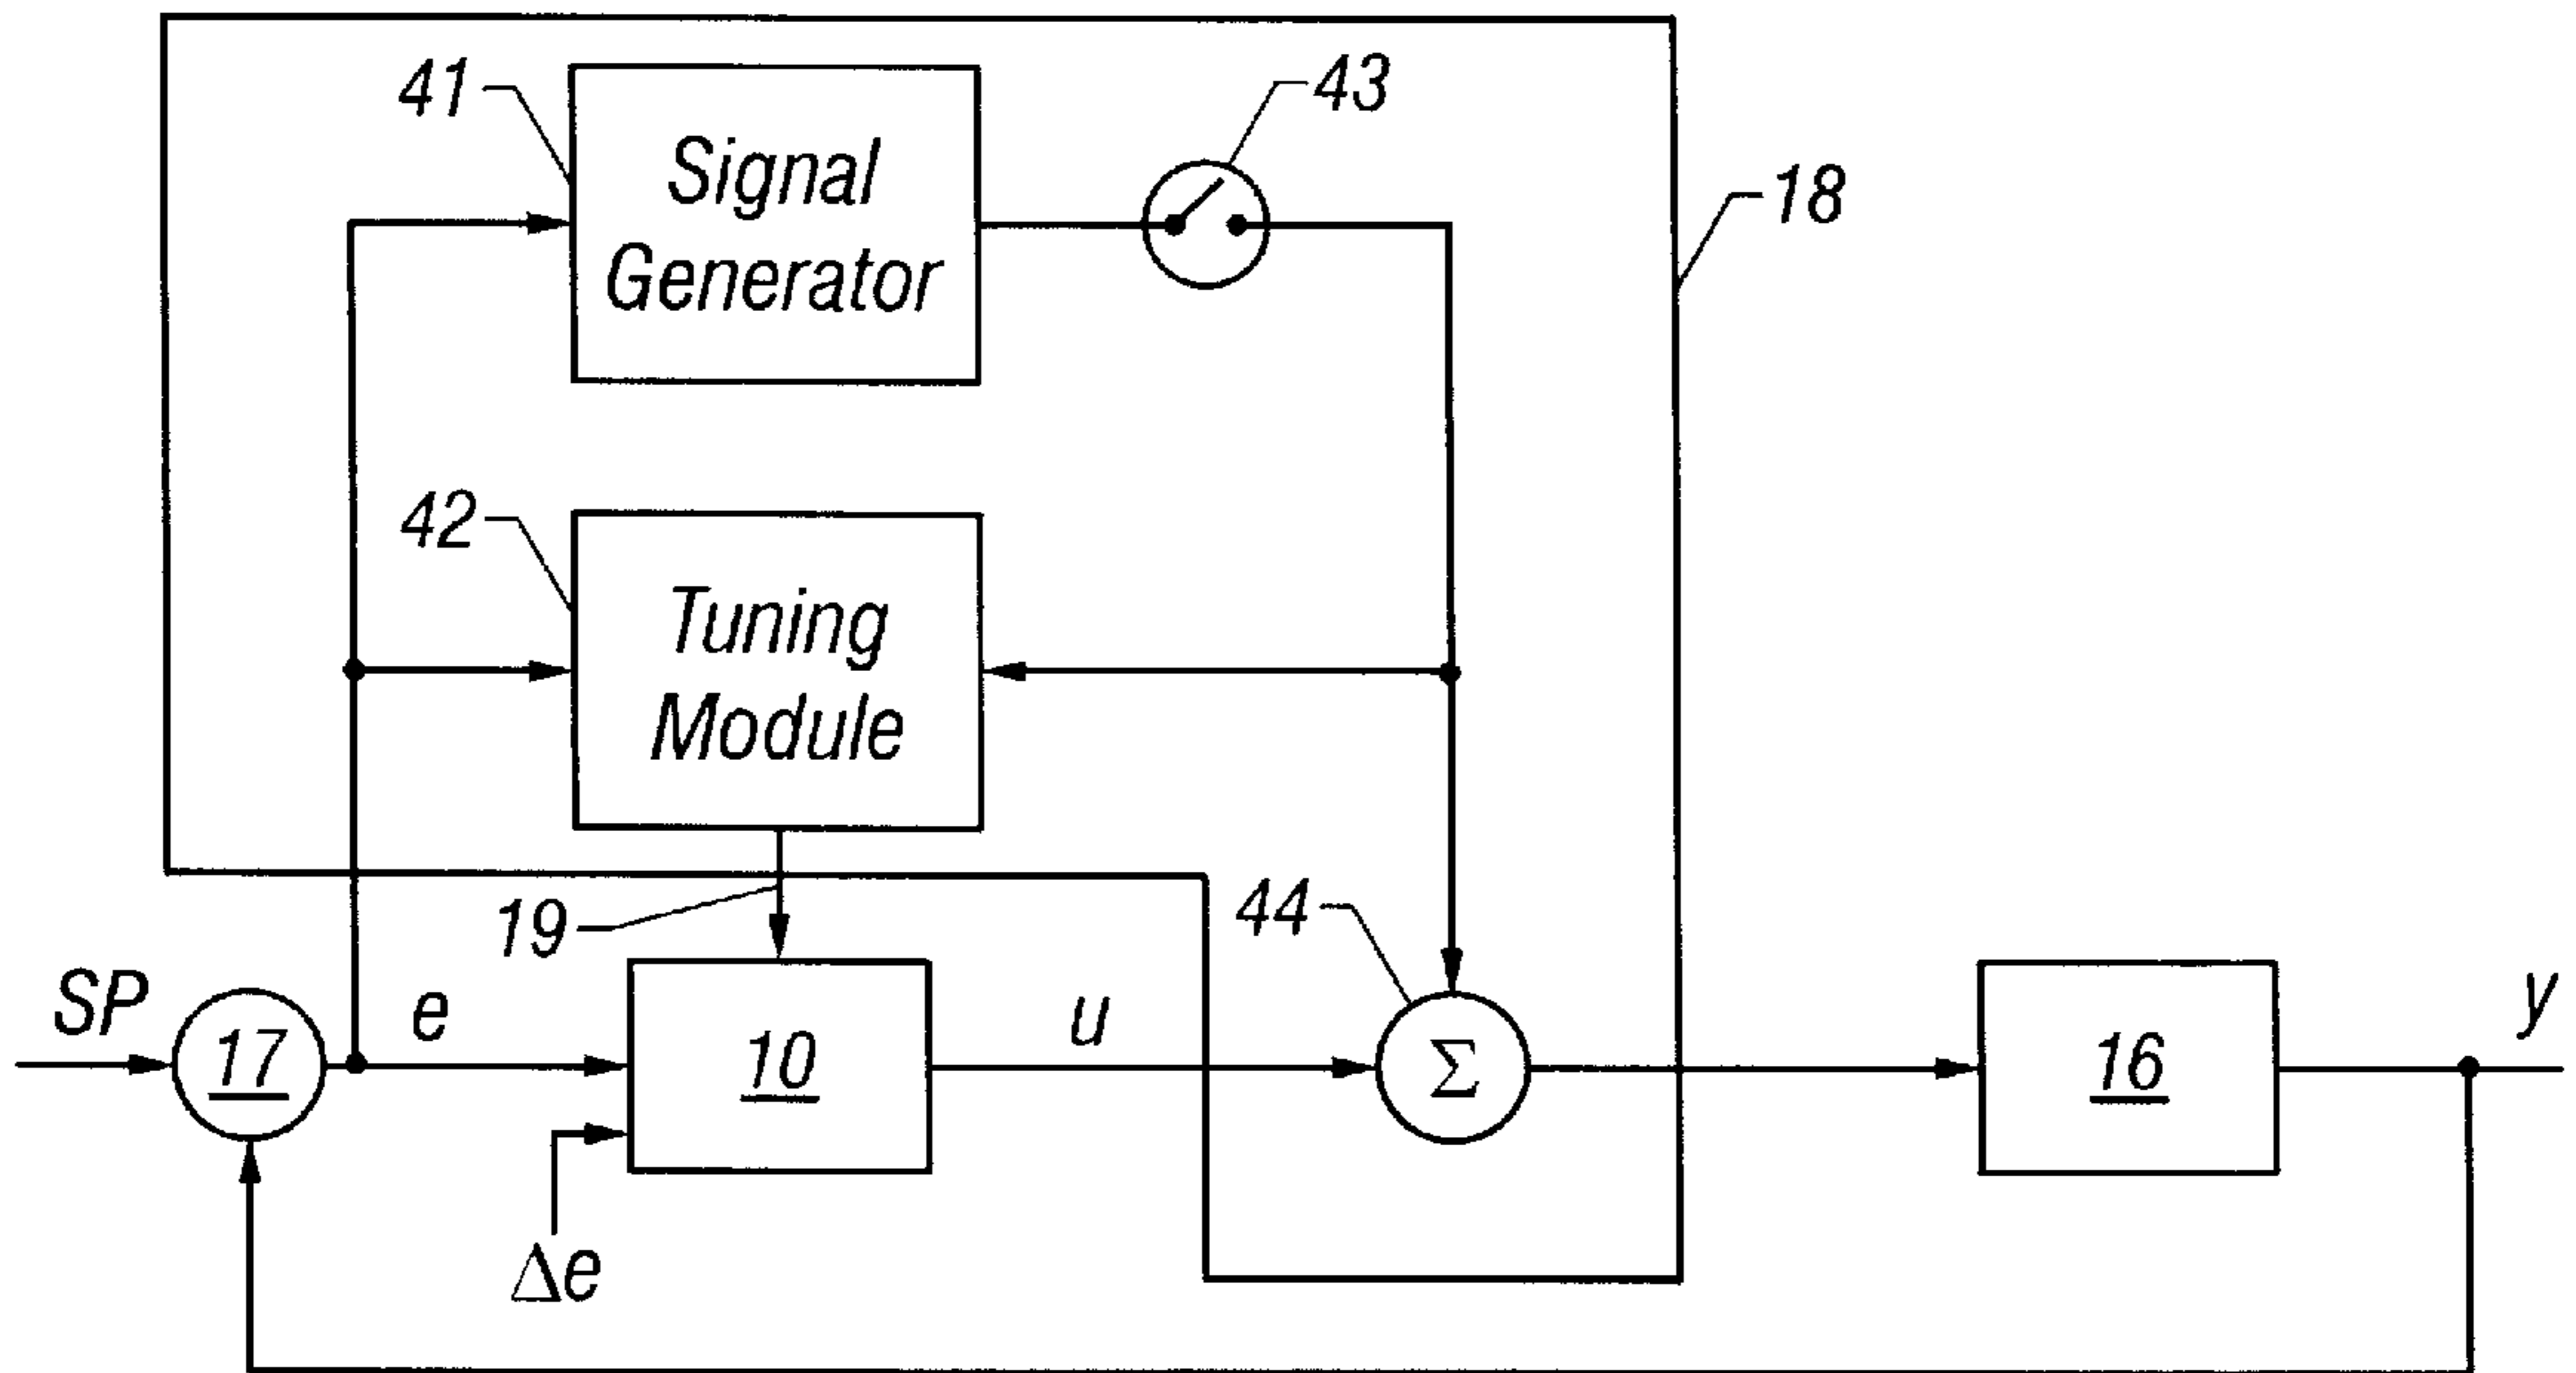 41
Signal
Generator
43
18
42
Tuning
Module
19
44
SP
17
e
10
u
Σ
16
y
Δe